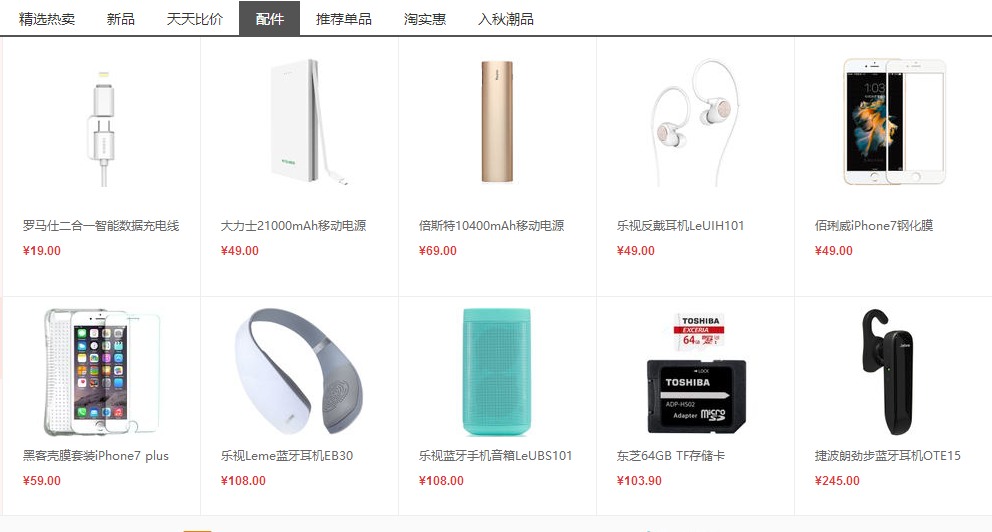 精选热卖 新品 天天比价 配件 推荐单品 淘实惠 入秋潮品
1:03
罗马仕二合一智能数据充电线
¥19.00
大力士21000mAh移动电源
¥49.00
倍斯特10400mAh移动电源
¥69.00
乐视反戴耳机LeUIH101
¥49.00
佰琍威iPhone7钢化膜
¥49.00
TOSHIBA
EXCERIA
64GB
LOCK
TOSHIBA
ADP-HS02
Adapter micro SD
黑客壳膜套装iPhone7 plus
¥59.00
乐视Leme蓝牙耳机EB30
¥108.00
乐视蓝牙手机音箱LeUBS101
¥108.00
东芝64GB TF存储卡
¥103.90
捷波朗劲步蓝牙耳机OTE15
¥245.00